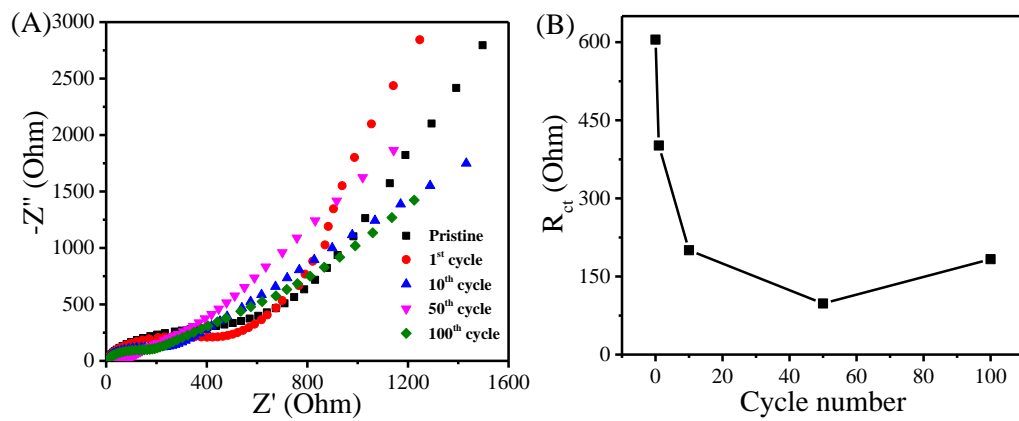 (A)
3000
2500
2000
1500
1000
500
0
-Z'' (Ohm)
0 400 800 1200 1600
Z' (Ohm)
Pristine
1st cycle
10th cycle
50th cycle
100th cycle
(B)
600
450
300
150
0
Rct (Ohm)
0 20 40 60 80 100
Cycle number